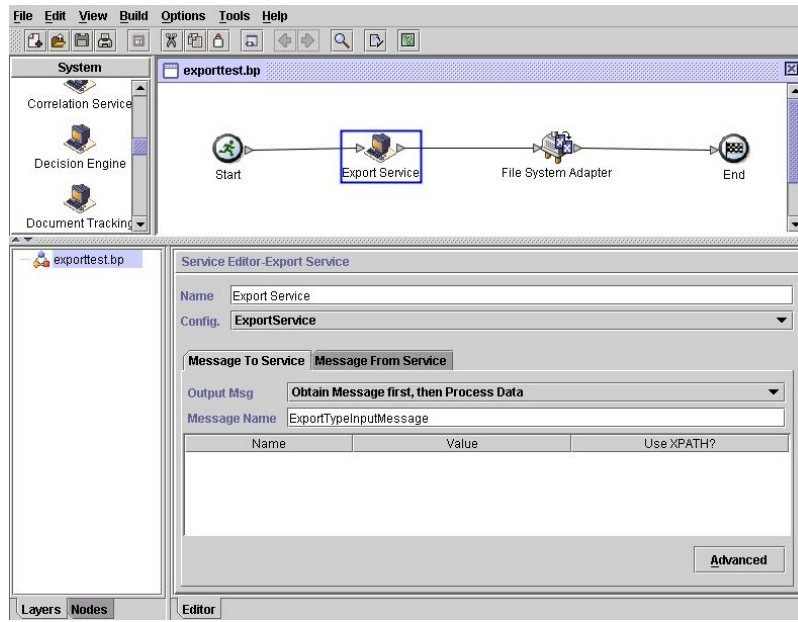 File Edit View Build Options Tools Help
System
exporttest.bp
Correlation Service
Decision Engine
Document Tracking
Start
Export Service
File System Adapter
End
exporttest.bp
Service Editor-Export Service
Name Export Service
Config. ExportService
Message To Service Message From Service
Output Msg Obtain Message first, then Process Data
Message Name ExportTypeInputMessage
Name Value Use XPATH?
Advanced
Layers Nodes
Editor